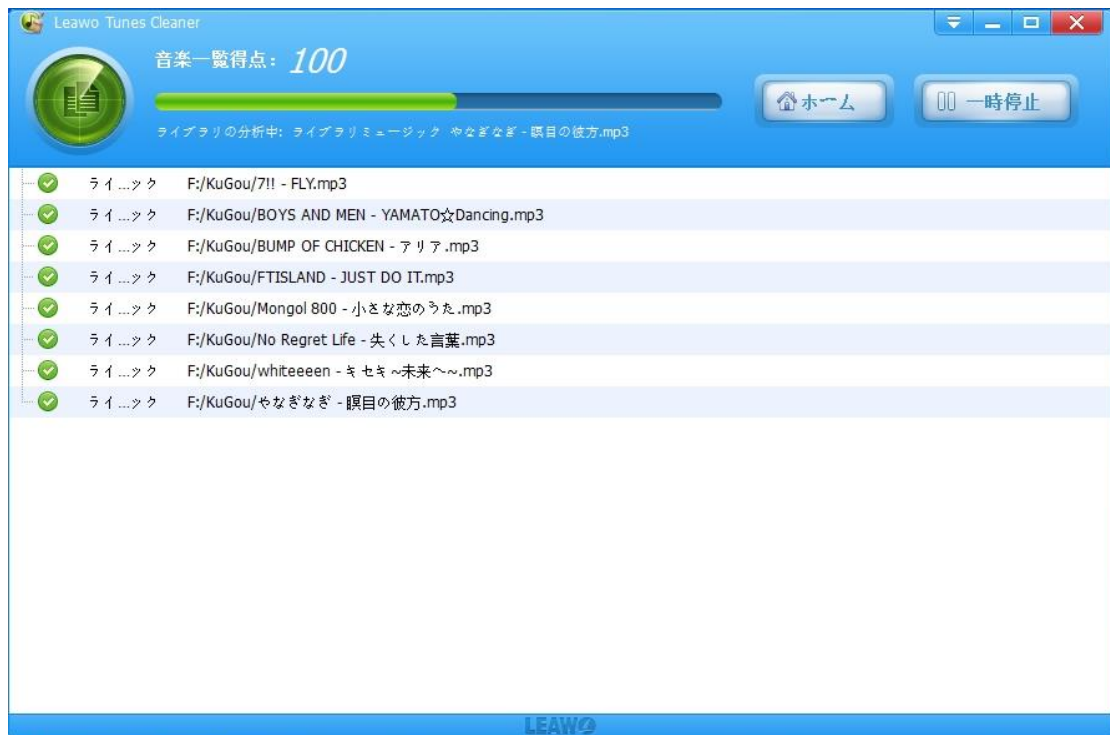 Leawo Tunes Cleaner
音楽一覧得点: 100
ホーム
一時停止
ライブラリの分析中: ライブラリミュージック やなぎなぎ - 瞑目の彼方.mp3
ライ...ック F:/KuGou/7!! - FLY.mp3
ライ...ック F:/KuGou/BOYS AND MEN - YAMATO☆Dancing.mp3
ライ...ック F:/KuGou/BUMP OF CHICKEN - アリア.mp3
ライ...ック F:/KuGou/FTISLAND - JUST DO IT.mp3
ライ...ック F:/KuGou/Mongol 800 - 小さな恋のうた.mp3
ライ...ック F:/KuGou/No Regret Life - 失くした言葉.mp3
ライ...ック F:/KuGou/whiteeeen - キセキ~未来へ~.mp3
ライ...ック F:/KuGou/やなぎなぎ - 瞑目の彼方.mp3
LEAWO